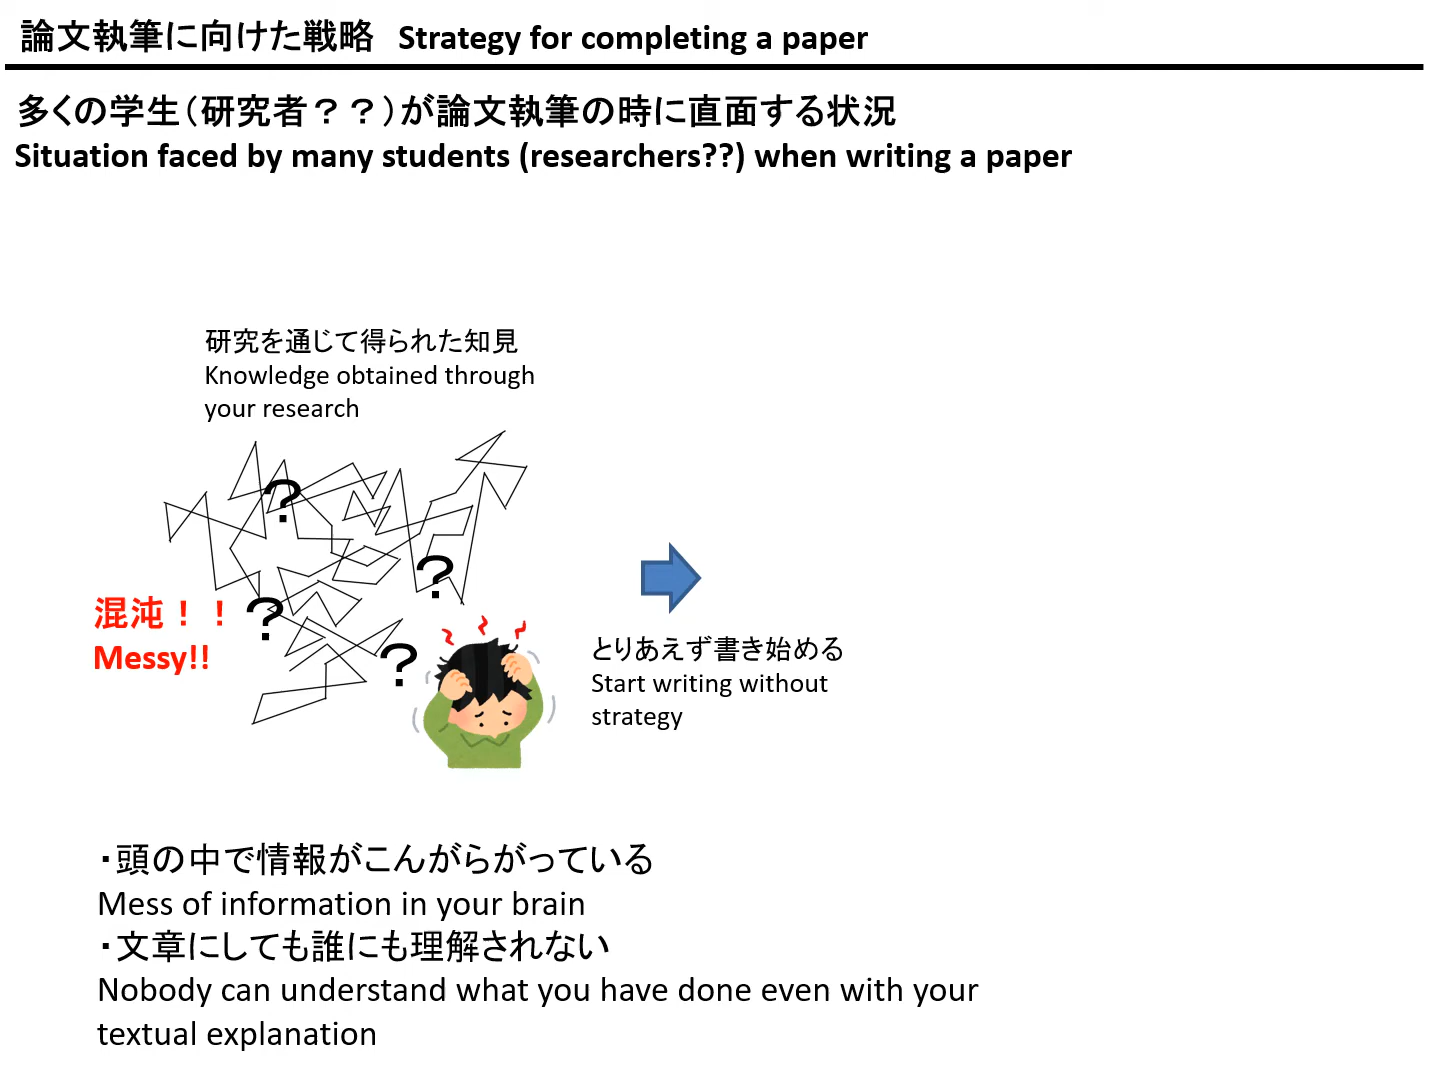 論文執筆に向けた戦略 Strategy for completing a paper
多くの学生（研究者？？）が論文執筆の時に直面する状況
Situation faced by many students (researchers??) when writing a paper
研究を通じて得られた知見
Knowledge obtained through
your research
？
？
？
？
混沌！！
Messy!!
とりあえず書き始める
Start writing without
strategy
・頭の中で情報がこんがらがっている
Mess of information in your brain
・文章にしても誰にも理解されない
Nobody can understand what you have done even with your
textual explanation